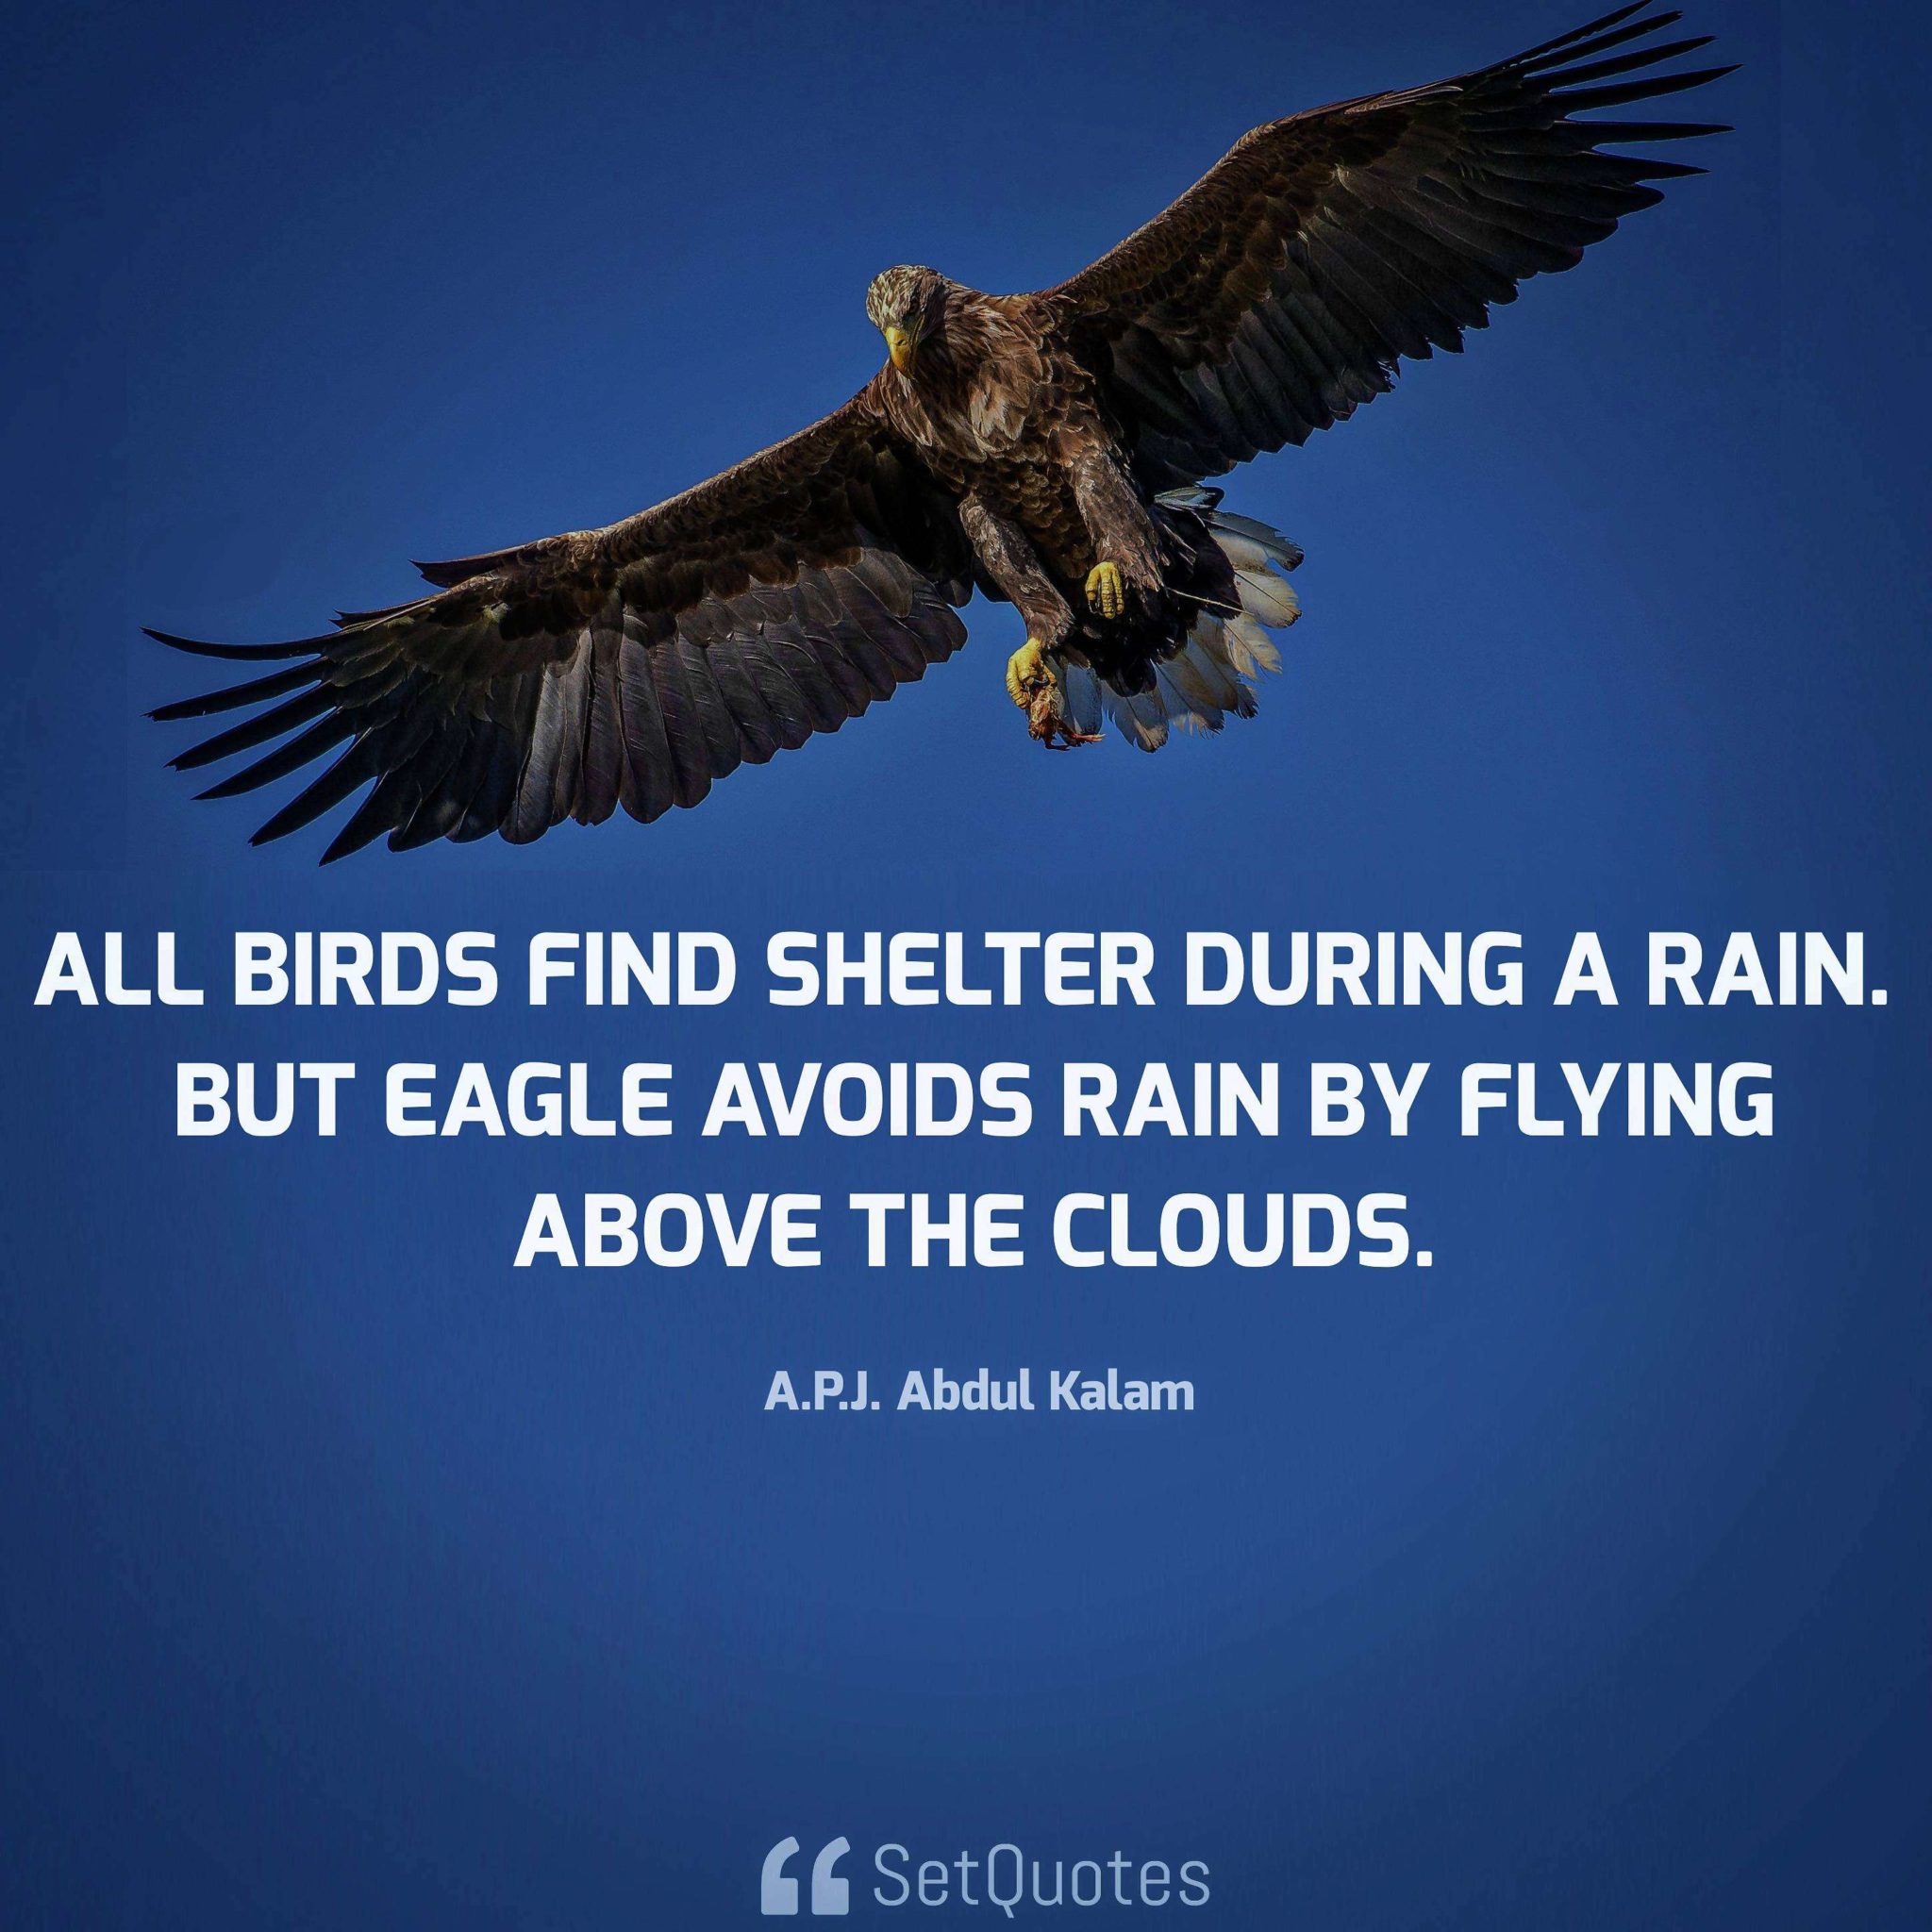 ALL BIRDS FIND SHELTER DURING A RAIN.
BUT EAGLE AVOIDS RAIN BY FLYING
ABOVE THE CLOUDS.
A.P.J. Abdul Kalam
SetQuotes